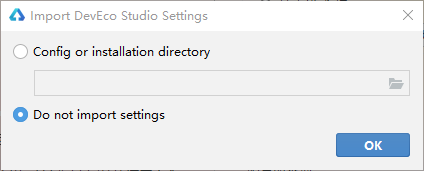 Import DevEco Studio Settings
Config or installation directory
Do not import settings
OK